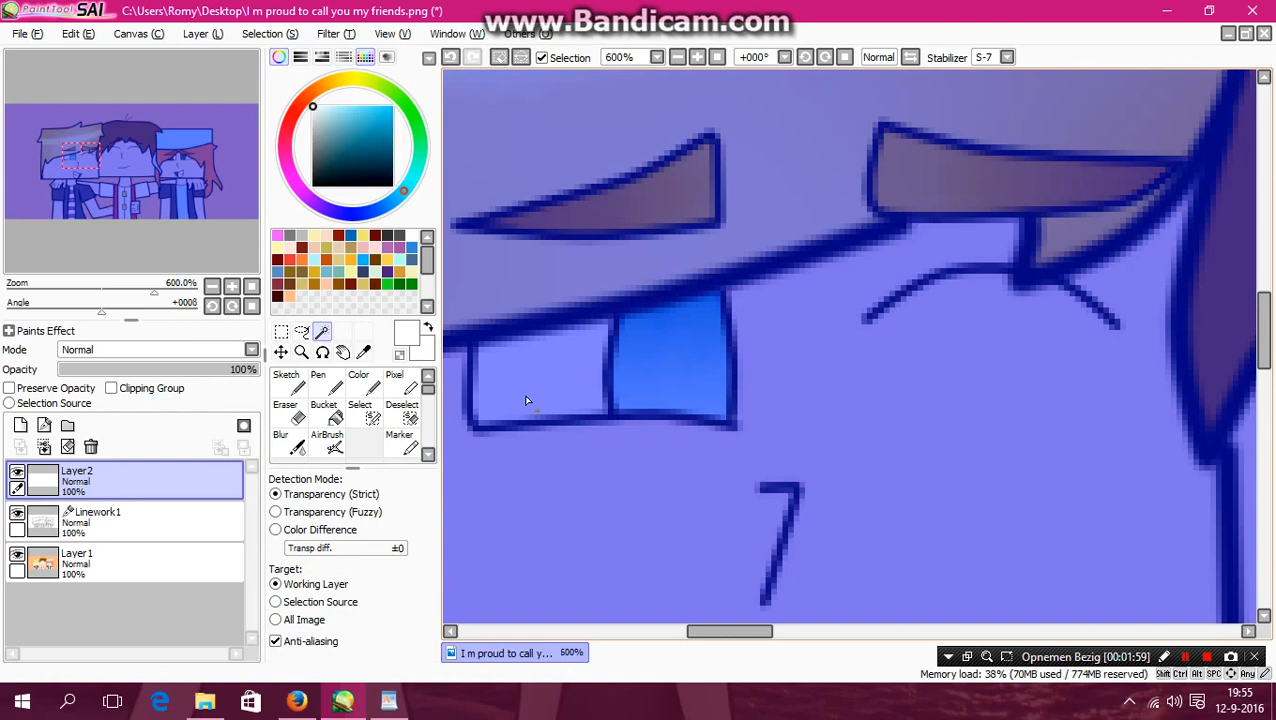 PaintTool SAI C:\Users\Romy\Desktop\I m proud to call you my friends.png (*)
www.Bandicam.com
File (F) Edit (E) Canvas (C) Layer (L) Selection (S) Filter (T) View (V) Window (W) Others (O)
Selection 600% +000° Normal Stabilizer S-7
Zoom 600.0%
Angle +000θ
Paints Effect
Mode Normal
Opacity 100%
Preserve Opacity Clipping Group
Selection Source
Layer2
Normal
100%
Linework1
Normal
100%
Layer1
Normal
100%
Sketch Pen Color Pixel
Eraser Bucket Select Deselect
Blur AirBrush Marker
Detection Mode:
Transparency (Strict)
Transparency (Fuzzy)
Color Difference
Transp diff. ±0
Target:
Working Layer
Selection Source
All Image
Anti-aliasing
I m proud to call y... 600%
Opnemen Bezig [00:01:59]
Memory load: 38% (70MB used / 774MB reserved) Shift Ctrl Alt SPC Any
19:55
12-9-2016